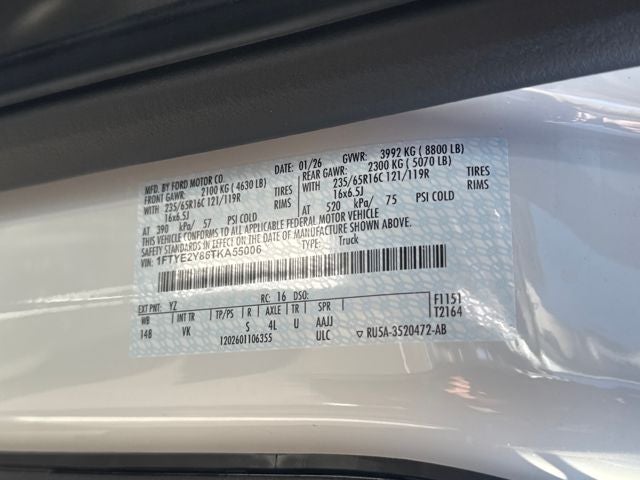 MFD. BY FORD MOTOR CO.
DATE: 01/26 GVWR: 3992 KG ( 8800 LB)
FRONT GAWR: 2100 KG ( 4630 LB) REAR GAWR: 2300 KG ( 5070 LB)
WITH WITH
235/65R16C 121/119R TIRES 235/65R16C 121/119R TIRES
16x6.5J RIMS 16x6.5J RIMS
AT 390 kPa/ 57 PSI COLD AT 520 kPa/ 75 PSI COLD
THIS VEHICLE CONFORMS TO ALL APPLICABLE FEDERAL MOTOR VEHICLE
SAFETY STANDARDS IN EFFECT ON THE DATE OF MANUFACTURE SHOWN ABOVE.
VIN: 1FTYE2Y86TKA55006 TYPE: Truck
EXT PNT: YZ RC: 16 DSO:
WB INT TR TP/PS R AXLE TR SPR F1151
148 VK S 4L U AAJJ T2164
1202601106355 ULC ▽ RU5A-3520472-AB